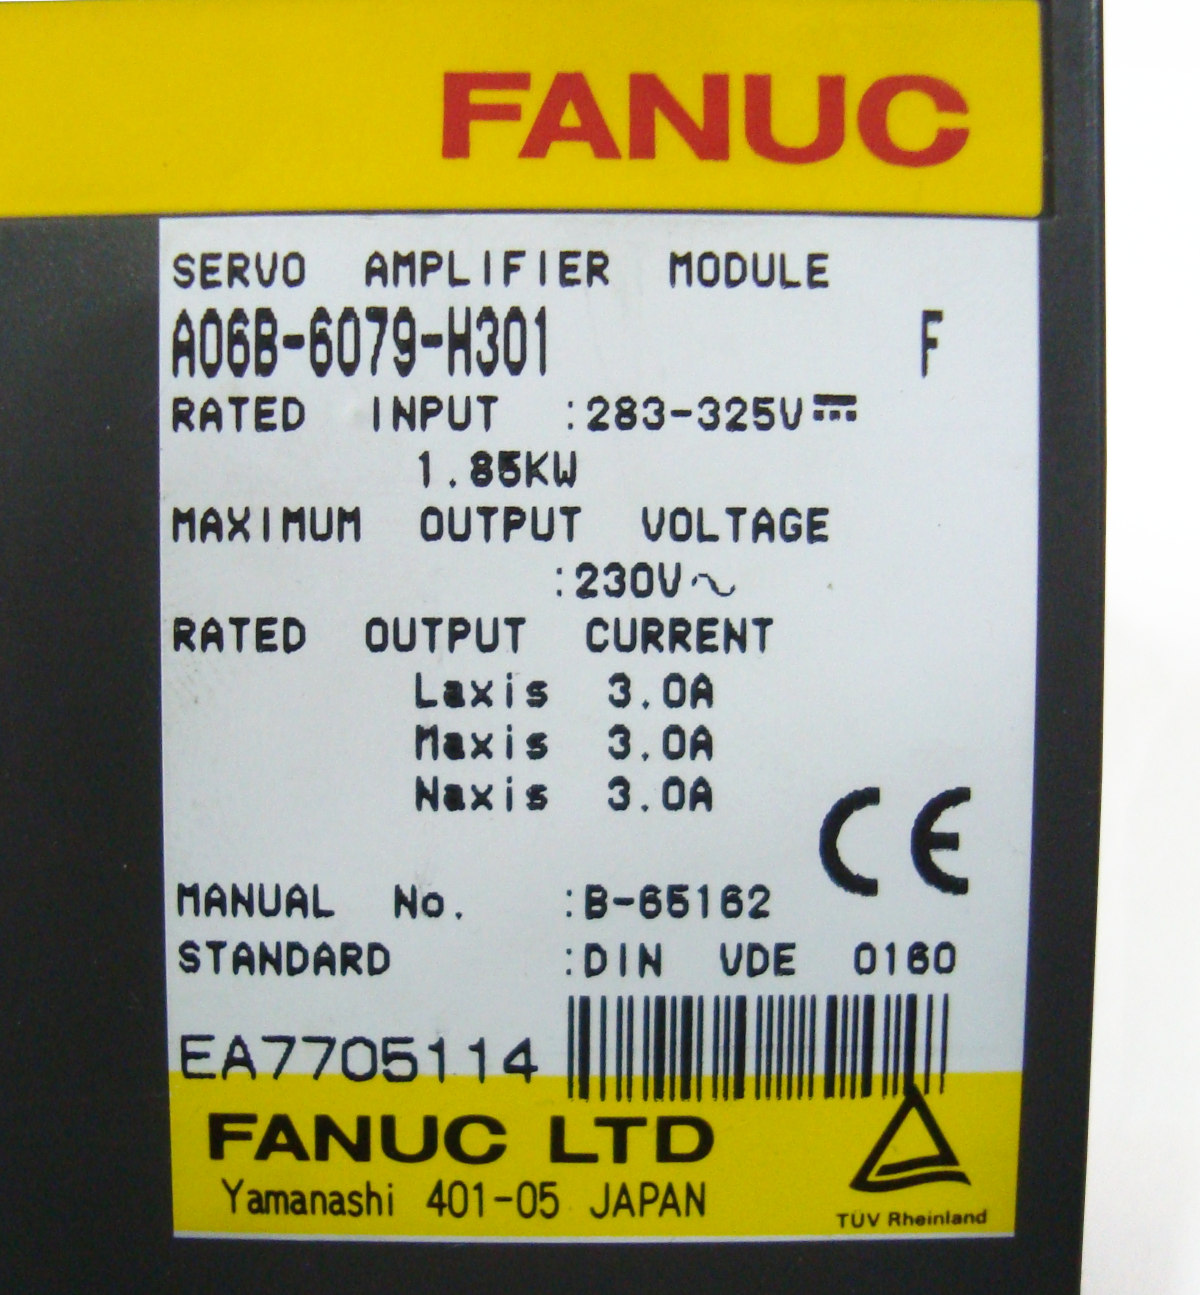 FANUC
SERVO AMPLIFIER MODULE
A06B-6079-H301 F
RATED INPUT :283-325V⎓
1.85KW
MAXIMUM OUTPUT VOLTAGE
:230V~
RATED OUTPUT CURRENT
Laxis 3.0A
Maxis 3.0A
Naxis 3.0A
CE
MANUAL No. :B-65162
STANDARD :DIN VDE 0160
EA7705114
FANUC LTD
Yamanashi 401-05 JAPAN
TÜV Rheinland